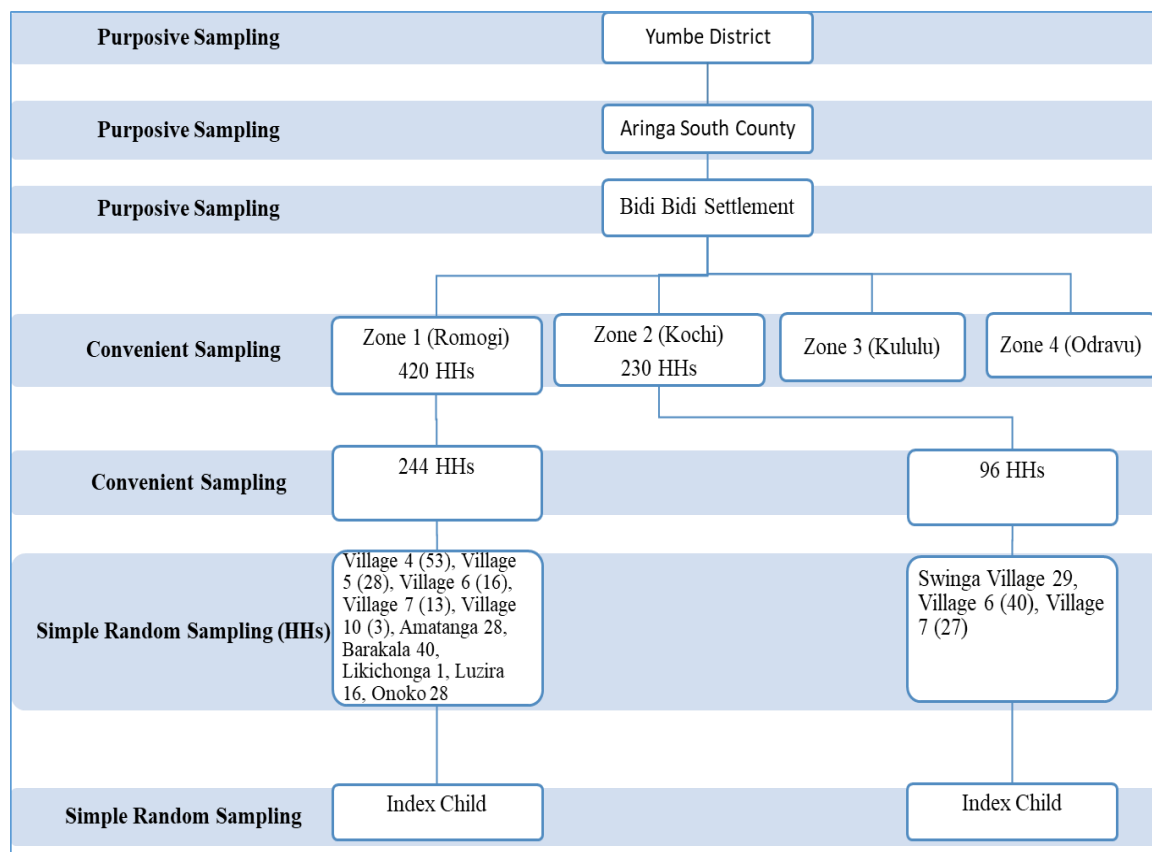 Purposive Sampling
Yumbe District
Purposive Sampling
Aringa South County
Purposive Sampling
Bidi Bidi Settlement
Convenient Sampling
Zone 1 (Romogi)
420 HHs
Zone 2 (Kochi)
230 HHs
Zone 3 (Kululu)
Zone 4 (Odravu)
Convenient Sampling
244 HHs
96 HHs
Simple Random Sampling (HHs)
Village 4 (53), Village
5 (28), Village 6 (16),
Village 7 (13), Village
10 (3), Amatanga 28,
Barakala 40,
Likichonga 1, Luzira
16, Onoko 28
Swinga Village 29,
Village 6 (40), Village
7 (27)
Simple Random Sampling
Index Child
Index Child